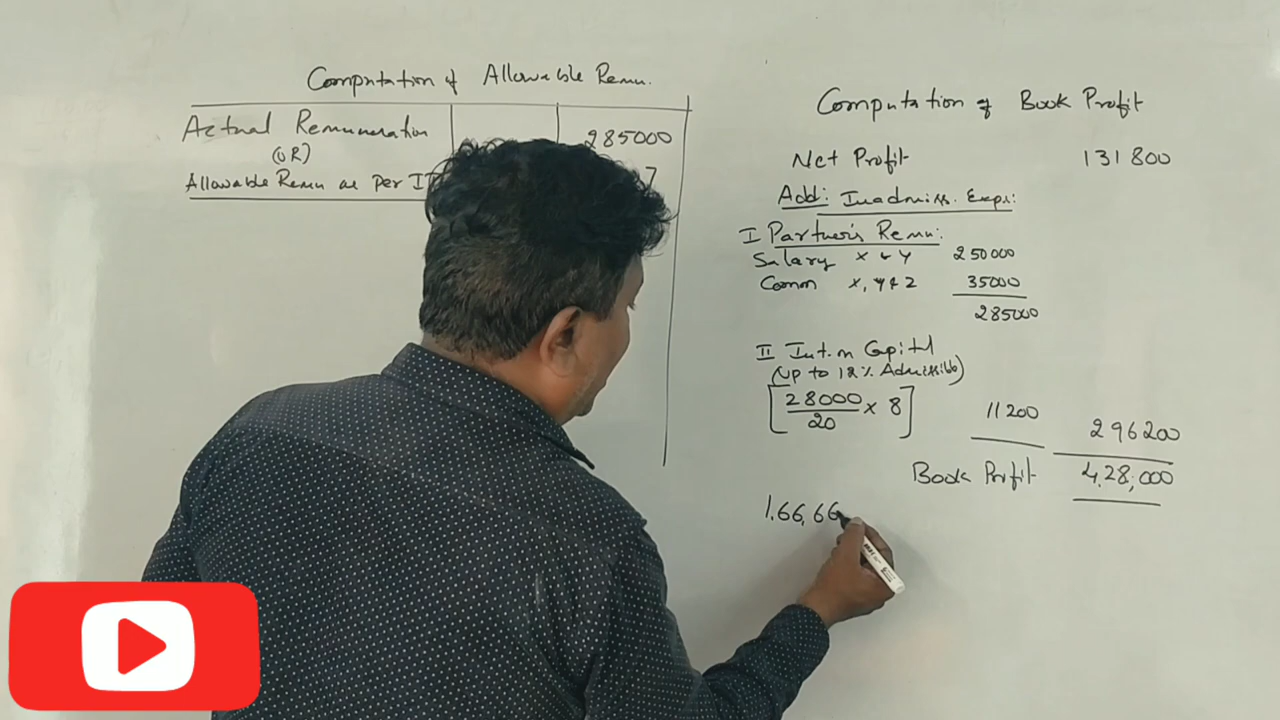 Computation of Allowable Remu.
Actual Remuneration 285000
(OR)
Allowable Remu as per IT
Computation of Book Profit
Net Profit 131800
Add: Inadmiss. Exps:
I Partner's Remu:
Salary X & Y 250000
Comm X, Y & Z 35000
285000
II Int. on Capital
(up to 12% Admissible)
[28000/20 x 8] 11200 296200
Book Profit 4,28,000
1,66,66